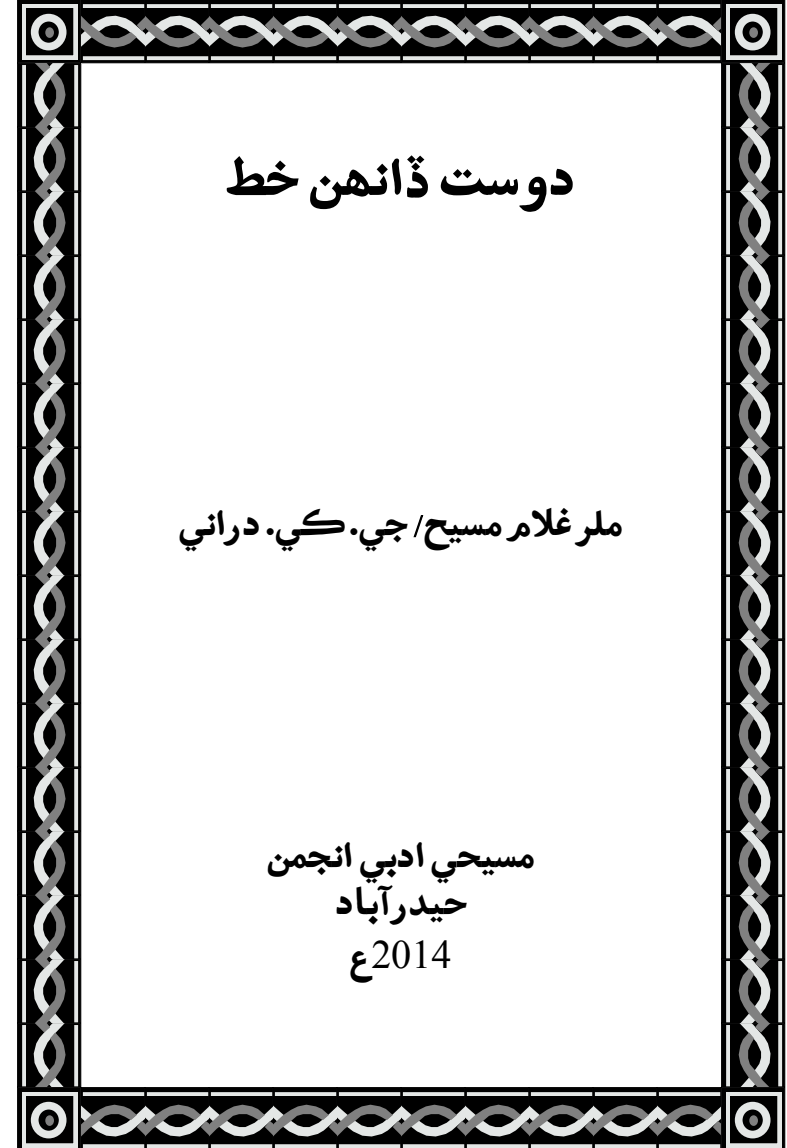 دوست ڏانهن خط
ملر غلام مسيح/ جي. ڪي. دراني
مسيحي ادبي انجمن
حيدرآباد
2014ع